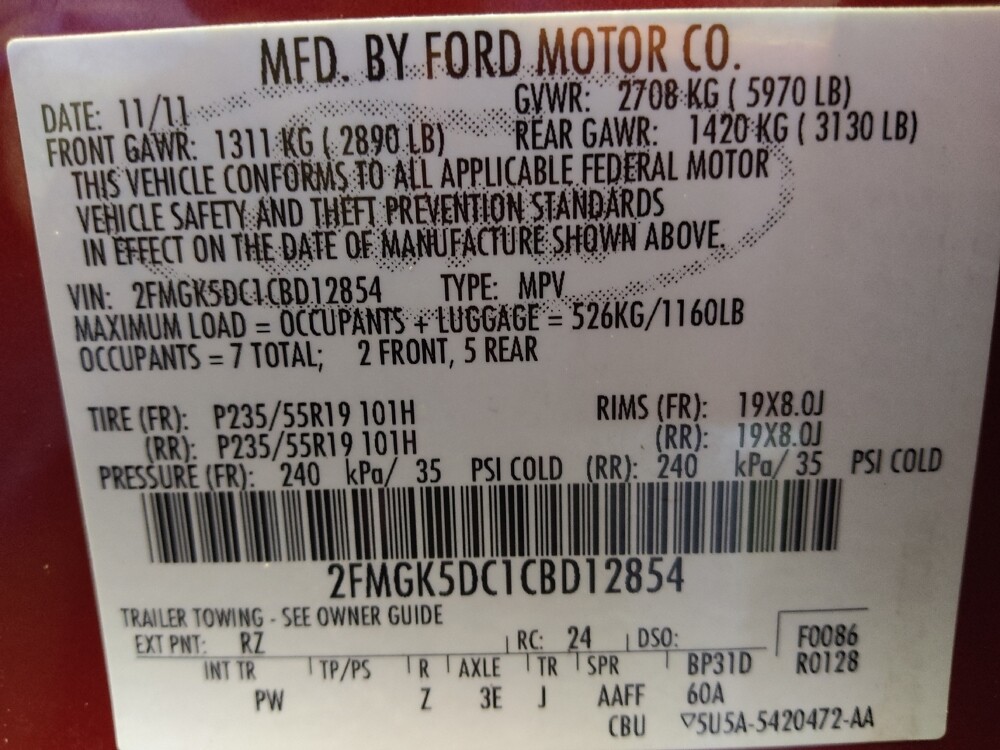 MFD. BY FORD MOTOR CO.
DATE: 11/11 GVWR: 2708 KG ( 5970 LB)
FRONT GAWR: 1311 KG ( 2890 LB) REAR GAWR: 1420 KG ( 3130 LB)
THIS VEHICLE CONFORMS TO ALL APPLICABLE FEDERAL MOTOR
VEHICLE SAFETY AND THEFT PREVENTION STANDARDS
IN EFFECT ON THE DATE OF MANUFACTURE SHOWN ABOVE.
VIN: 2FMGK5DC1CBD12854 TYPE: MPV
MAXIMUM LOAD = OCCUPANTS + LUGGAGE = 526KG/1160LB
OCCUPANTS = 7 TOTAL; 2 FRONT, 5 REAR
TIRE (FR): P235/55R19 101H RIMS (FR): 19X8.0J
(RR): P235/55R19 101H (RR): 19X8.0J
PRESSURE (FR): 240 kPa/ 35 PSI COLD (RR): 240 kPa/ 35 PSI COLD
2FMGK5DC1CBD12854
TRAILER TOWING - SEE OWNER GUIDE
EXT PNT: RZ RC: 24 DSO: F0086
INT TR TP/PS R AXLE TR SPR BP31D R0128
PW Z 3E J AAFF 60A
CBU ▽5U5A-5420472-AA